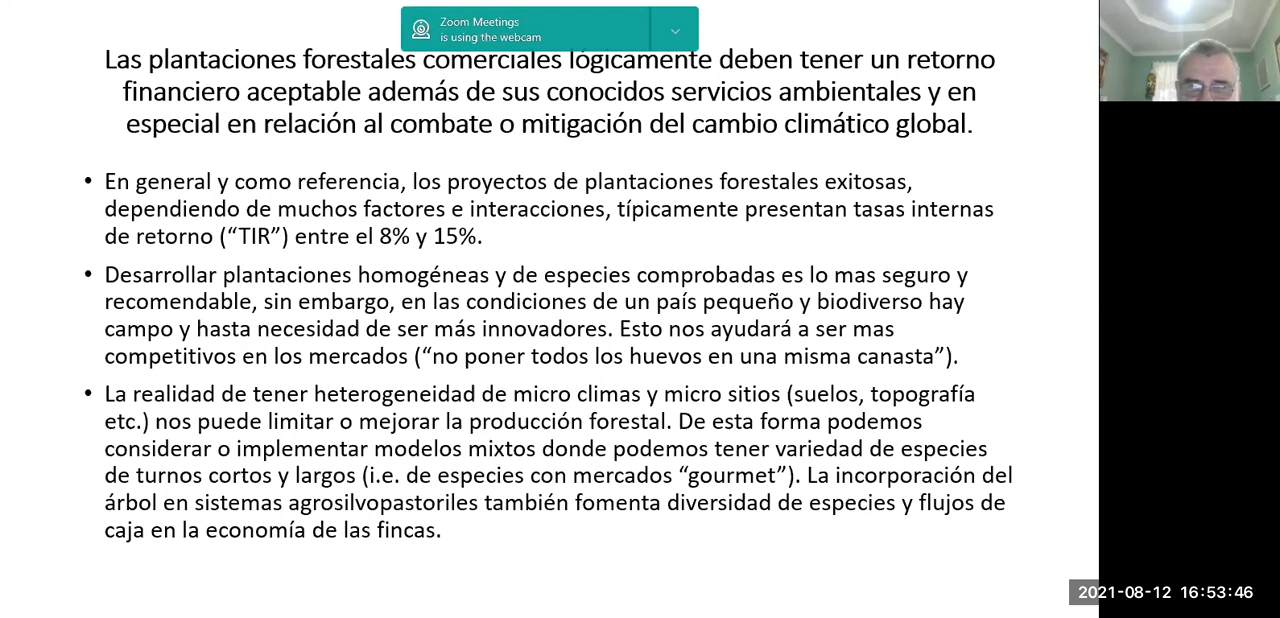 Zoom Meetings
is using the webcam
Las plantaciones forestales comerciales lógicamente deben tener un retorno
financiero aceptable además de sus conocidos servicios ambientales y en
especial en relación al combate o mitigación del cambio climático global.
• En general y como referencia, los proyectos de plantaciones forestales exitosas,
dependiendo de muchos factores e interacciones, típicamente presentan tasas internas
de retorno (“TIR”) entre el 8% y 15%.
• Desarrollar plantaciones homogéneas y de especies comprobadas es lo mas seguro y
recomendable, sin embargo, en las condiciones de un país pequeño y biodiverso hay
campo y hasta necesidad de ser más innovadores. Esto nos ayudará a ser mas
competitivos en los mercados (“no poner todos los huevos en una misma canasta”).
• La realidad de tener heterogeneidad de micro climas y micro sitios (suelos, topografía
etc.) nos puede limitar o mejorar la producción forestal. De esta forma podemos
considerar o implementar modelos mixtos donde podemos tener variedad de especies
de turnos cortos y largos (i.e. de especies con mercados “gourmet”). La incorporación del
árbol en sistemas agrosilvopastoriles también fomenta diversidad de especies y flujos de
caja en la economía de las fincas.
2021-08-12 16:53:46